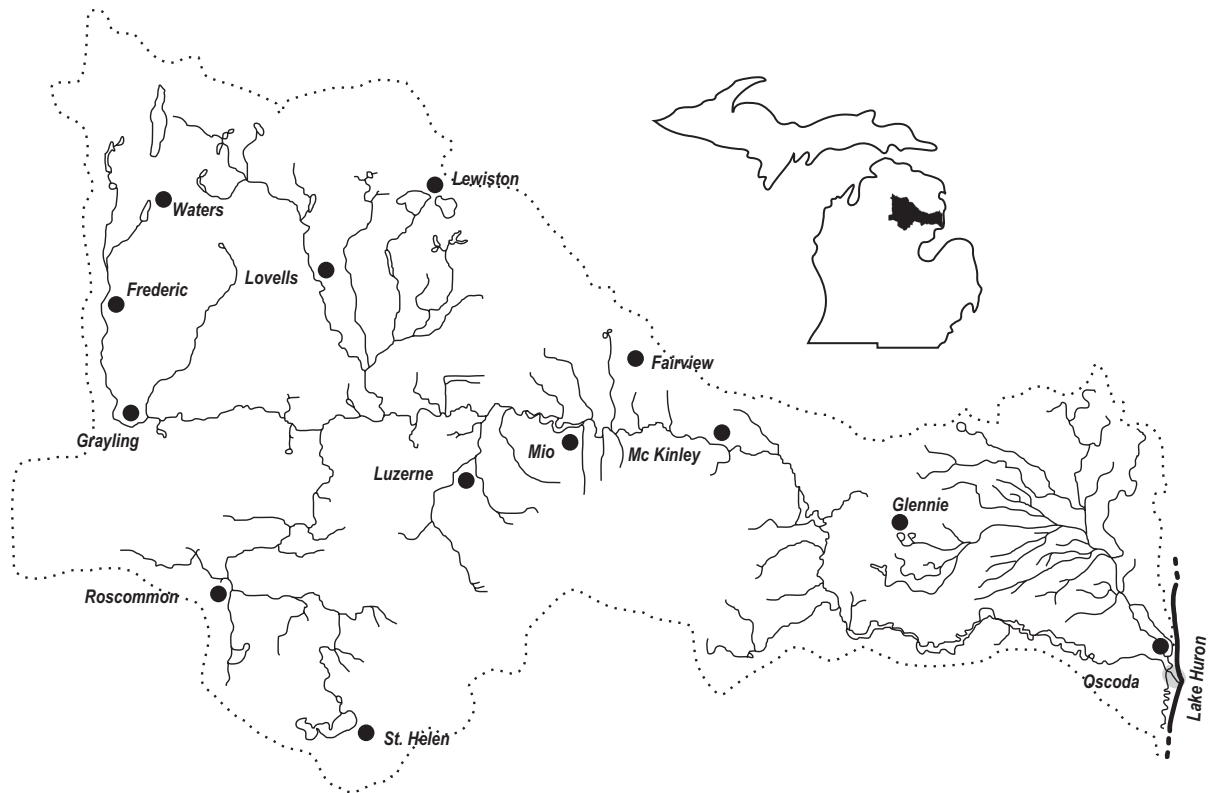 Lewiston
Waters
Lovells
Frederic
Fairview
Grayling
Mio
Mc Kinley
Luzerne
Glennie
Roscommon
Oscoda
Lake Huron
St. Helen